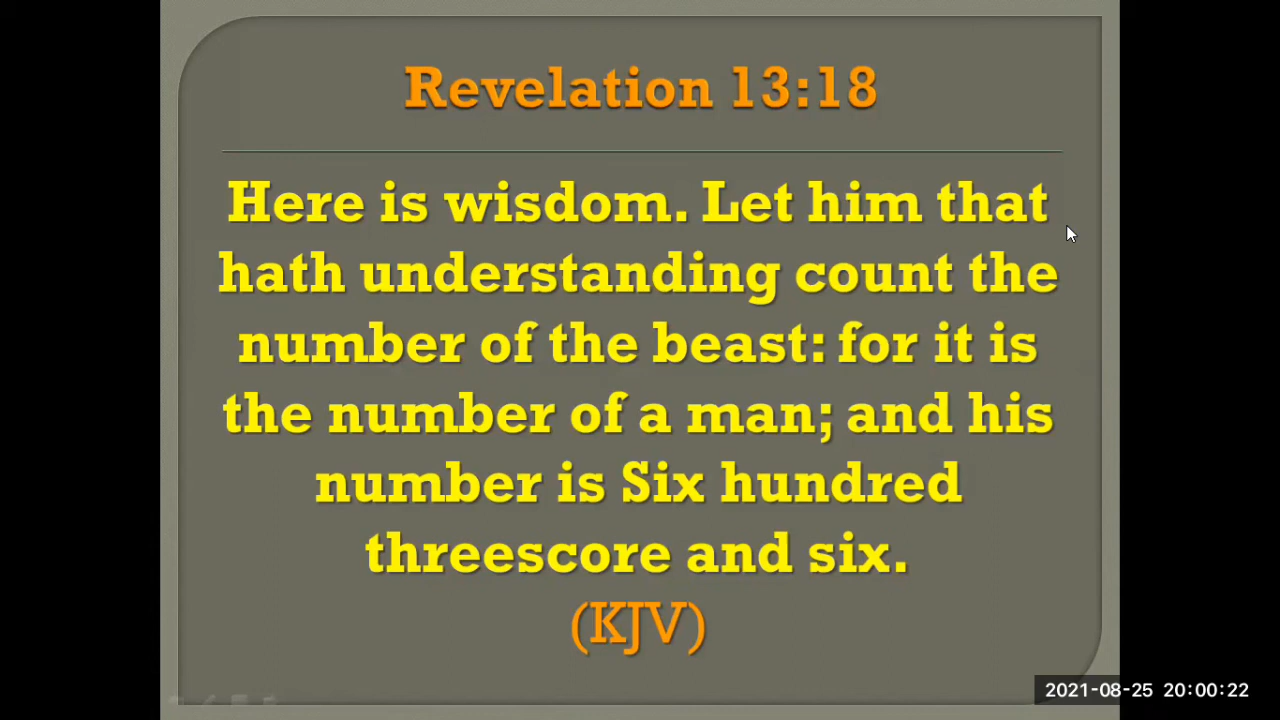 Revelation 13:18
Here is wisdom. Let him that
hath understanding count the
number of the beast: for it is
the number of a man; and his
number is Six hundred
threescore and six.
(KJV)
2021-08-25 20:00:22